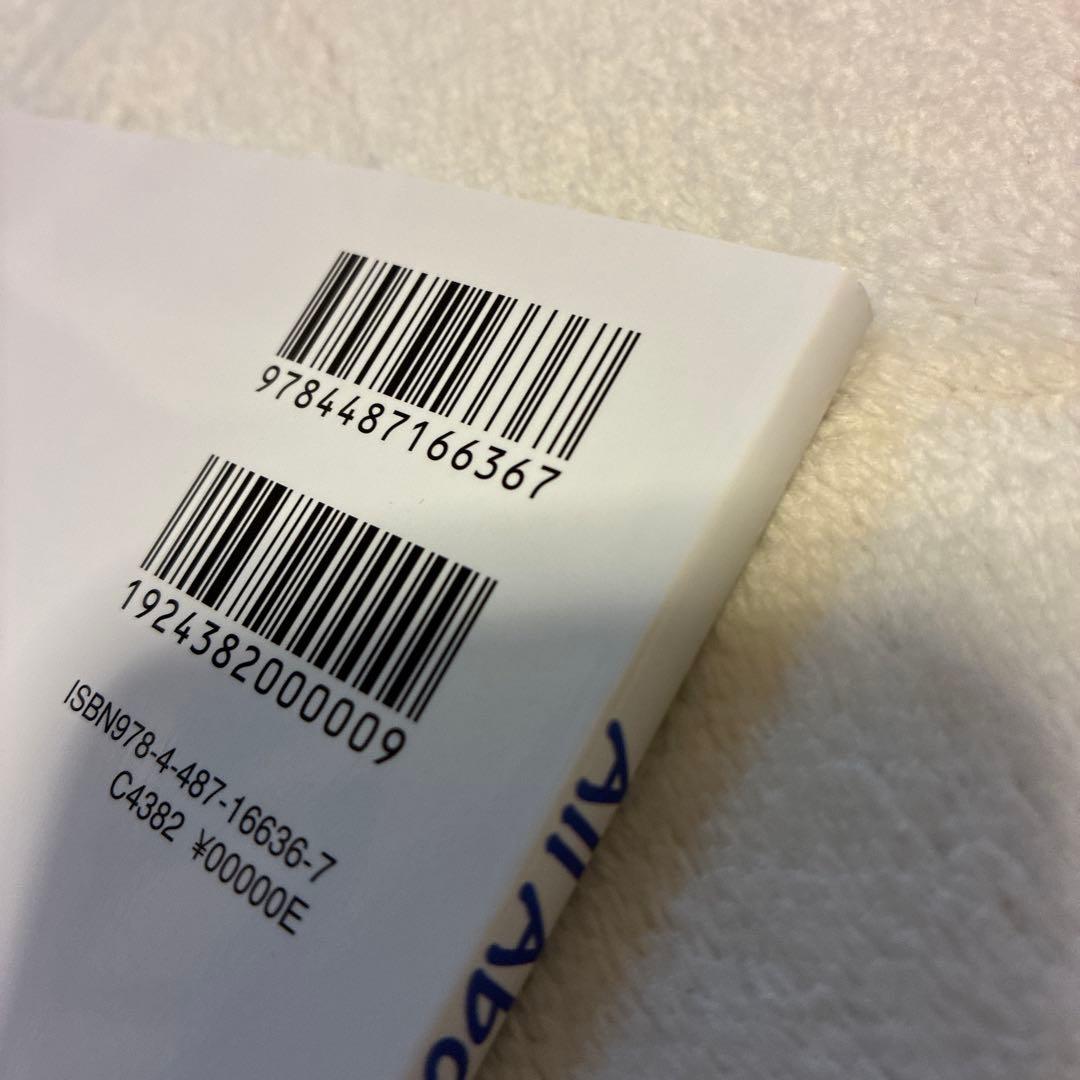 9784487166367
1924382000009
ISBN978-4-487-16636-7
C4382 ¥00000E
All Abo